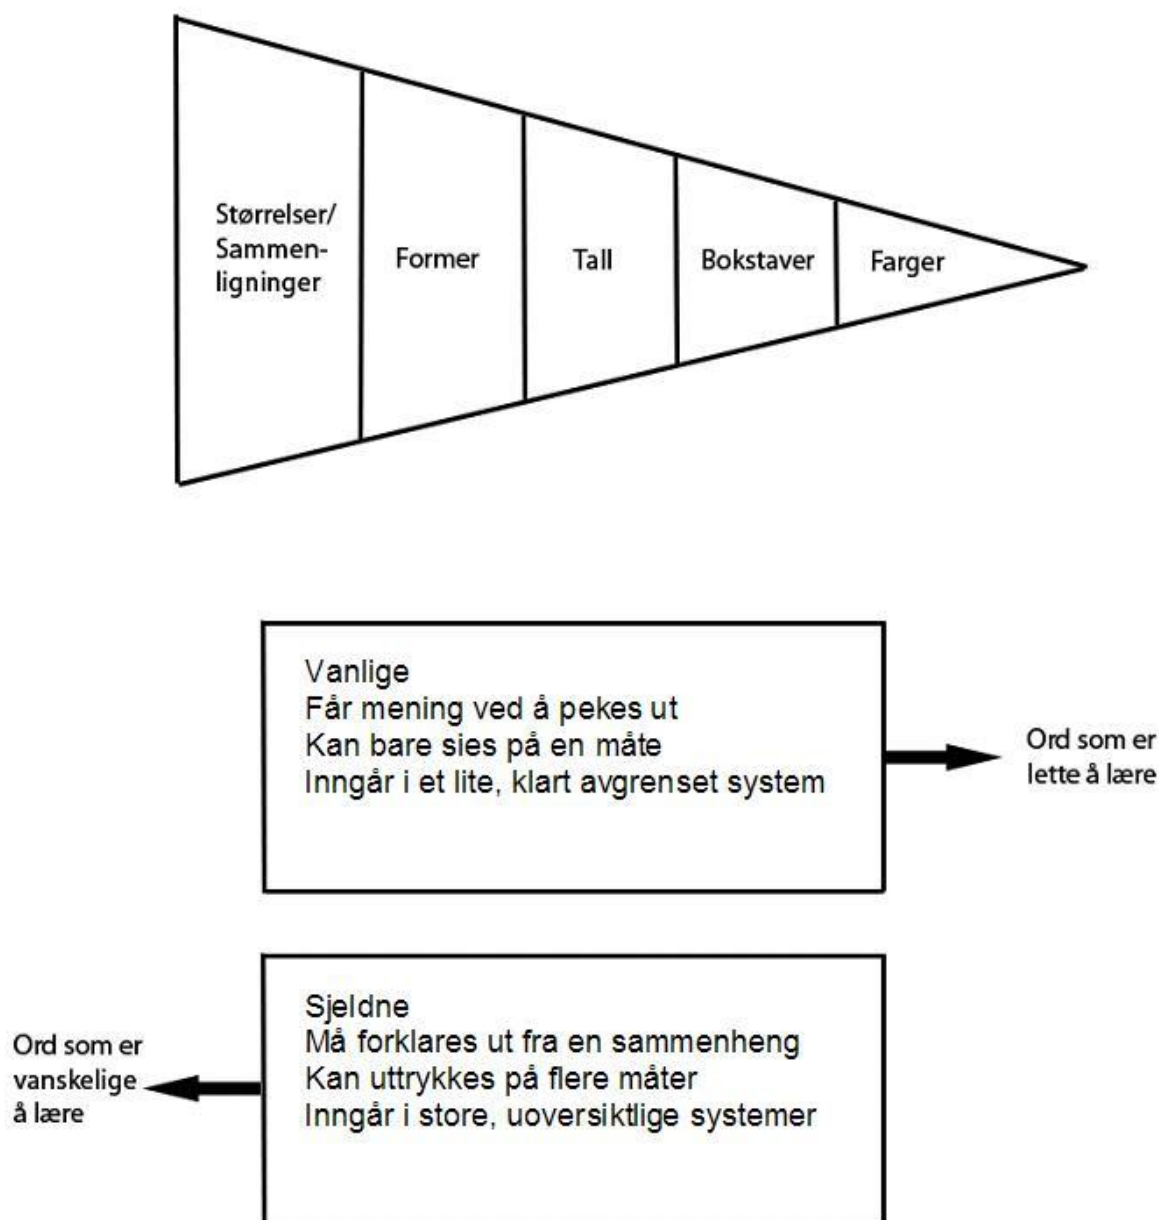 Størrelser/
Sammen-
ligninger
Former
Tall
Bokstaver
Farger
Vanlige
Får mening ved å pekes ut
Kan bare sies på en måte
Inngår i et lite, klart avgrenset system
Ord som er
lette å lære
Sjeldne
Må forklares ut fra en sammenheng
Kan uttrykkes på flere måter
Inngår i store, uoversiktlige systemer
Ord som er
vanskelige
å lære